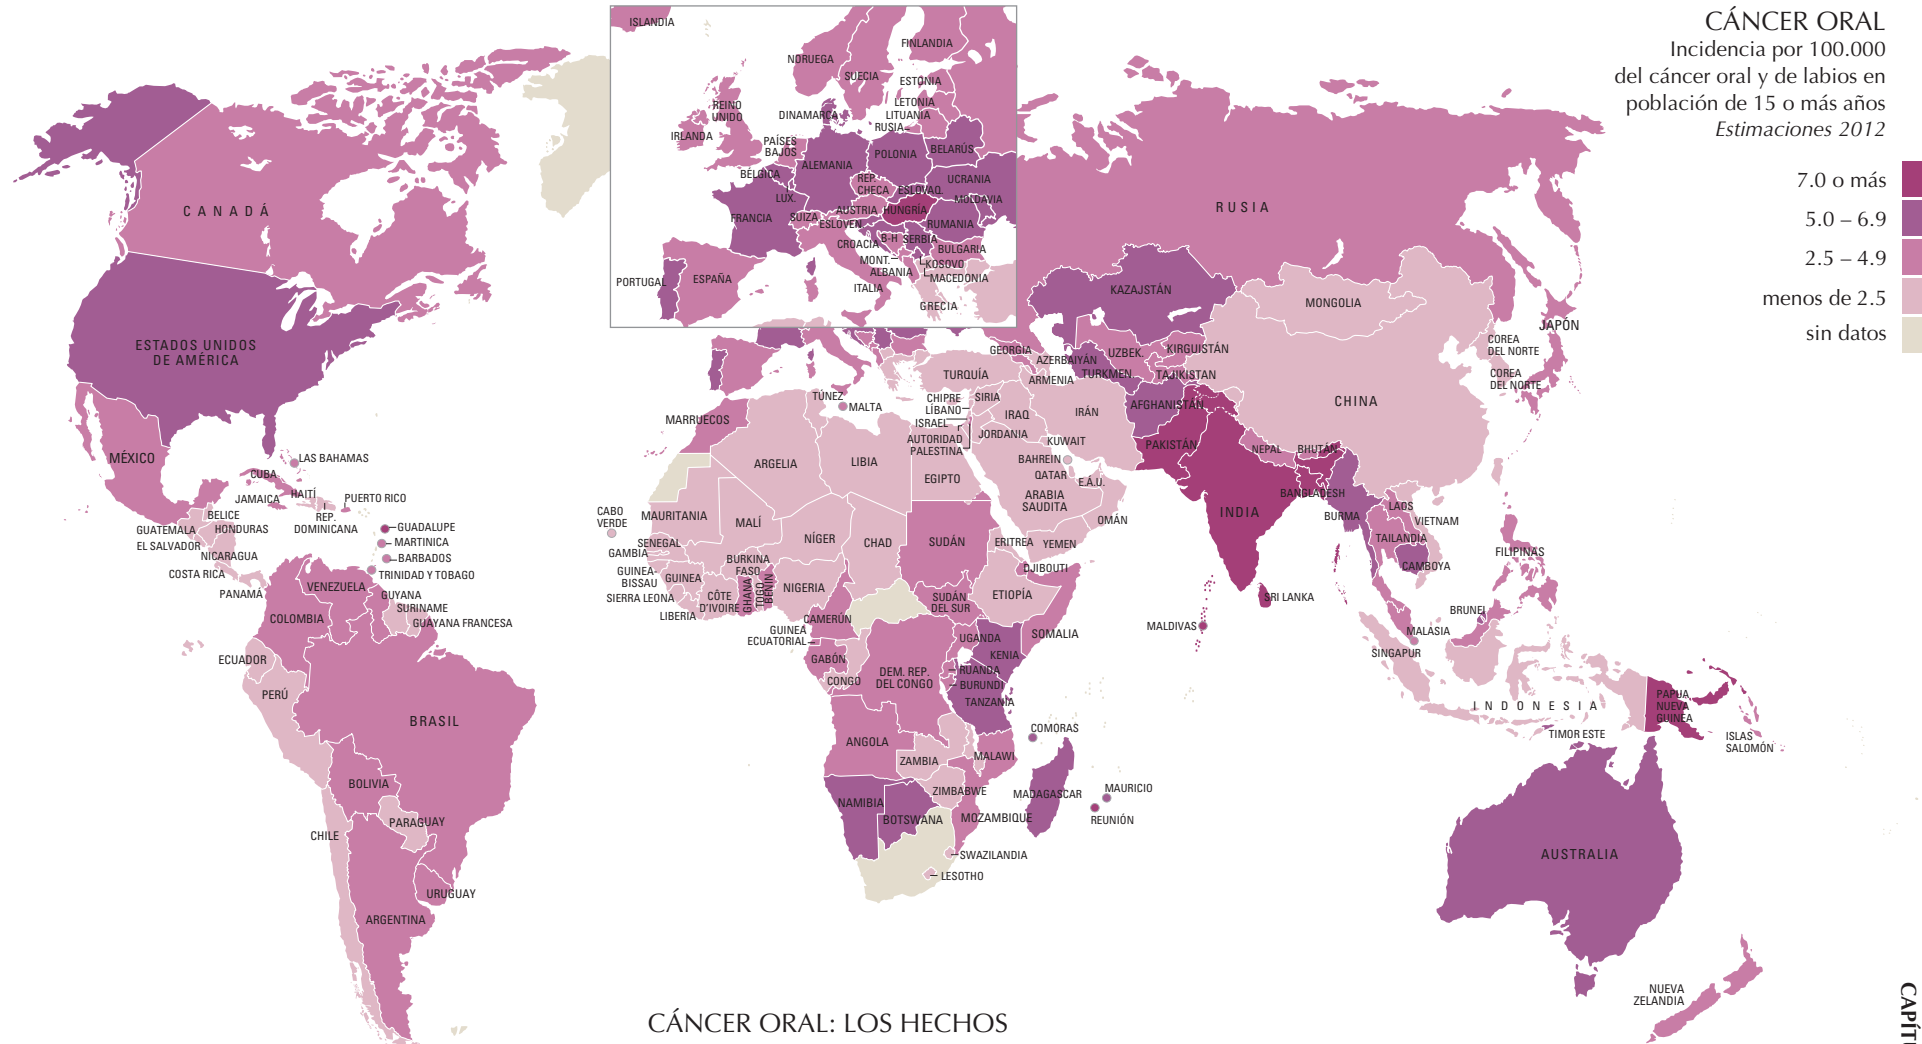 CÁNCER ORAL
Incidencia por 100.000
del cáncer oral y de labios en
población de 15 o más años
Estimaciones 2012
7.0 o más
5.0 – 6.9
2.5 – 4.9
menos de 2.5
sin datos
ISLANDIA
NORUEGA
FINLANDIA
SUECIA
ESTONIA
LETONIA
LITUANIA
RUSIA
DINAMARCA
REINO
UNIDO
IRLANDA
PAÍSES
BAJOS
ALEMANIA
POLONIA
BELARÚS
BÉLGICA
REP.
CHECA
ESLOVAQ.
UCRANIA
LUX.
MOLDAVIA
FRANCIA
SUIZA
AUSTRIA
HUNGRÍA
ESLOVEN.
RUMANIA
CROACIA
B-H
SERBIA
BULGARIA
MONT.
KOSOVO
ALBANIA
MACEDONIA
PORTUGAL
ESPAÑA
ITALIA
GRECIA
CANADÁ
ESTADOS UNIDOS
DE AMÉRICA
MÉXICO
LAS BAHAMAS
CUBA
JAMAICA
HAITÍ
PUERTO RICO
REP.
DOMINICANA
BELICE
GUATEMALA
HONDURAS
EL SALVADOR
NICARAGUA
COSTA RICA
PANAMÁ
GUADALUPE
MARTINICA
BARBADOS
TRINIDAD Y TOBAGO
VENEZUELA
GUYANA
SURINAME
GUAYANA FRANCESA
COLOMBIA
ECUADOR
PERÚ
BRASIL
BOLIVIA
PARAGUAY
CHILE
URUGUAY
ARGENTINA
RUSIA
KAZAJSTÁN
MONGOLIA
GEORGIA
AZERBAIYÁN
ARMENIA
UZBEK.
KIRGUISTÁN
TURKMEN.
TAJIKISTAN
COREA
DEL NORTE
COREA
DEL NORTE
JAPÓN
CHINA
TURQUÍA
CHIPRE
LÍBANO
ISRAEL
AUTORIDAD
PALESTINA
SIRIA
IRAQ
JORDANIA
IRÁN
AFGHANISTÁN
PAKISTÁN
NEPAL
BHUTÁN
BANGLADESH
INDIA
BURMA
KUWAIT
BAHREIN
QATAR
E.Á.U.
ARABIA
SAUDITA
OMÁN
YEMEN
TÚNEZ
MALTA
MARRUECOS
ARGELIA
LIBIA
EGIPTO
CABO
VERDE
MAURITANIA
MALÍ
NÍGER
CHAD
SUDÁN
ERITREA
DJIBOUTI
SENEGAL
GAMBIA
GUINEA-
BISSAU
GUINEA
SIERRA LEONA
LIBERIA
CÔTE
D'IVOIRE
BURKINA
FASO
GHANA
TOGO
BENÍN
NIGERIA
CAMERÚN
GUINEA
ECUATORIAL
GABÓN
CONGO
SUDÁN
DEL SUR
ETIOPÍA
SOMALIA
UGANDA
KENIA
DEM. REP.
DEL CONGO
RUANDA
BURUNDI
TANZANIA
ANGOLA
ZAMBIA
MALAWI
COMORAS
ZIMBABWE
MOZAMBIQUE
MADAGASCAR
MAURICIO
REUNIÓN
NAMIBIA
BOTSWANA
SWAZILANDIA
LESOTHO
LAOS
VIETNAM
TAILANDIA
CAMBOYA
FILIPINAS
SRI LANKA
MALDIVAS
BRUNEI
MALASIA
SINGAPUR
INDONESIA
TIMOR ESTE
PAPUA
NUEVA
GUINEA
ISLAS
SALOMÓN
AUSTRALIA
NUEVA
ZELANDIA
CÁNCER ORAL: LOS HECHOS